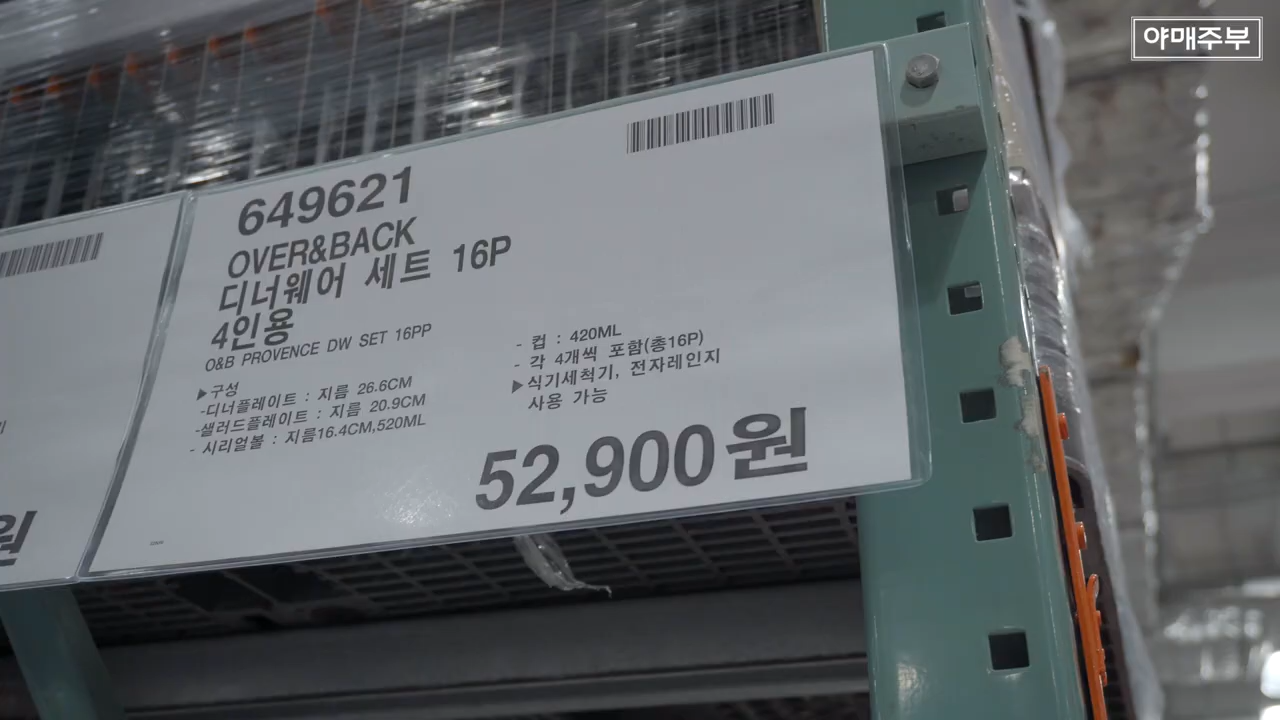 야매주부
649621
OVER&BACK
디너웨어 세트 16P
4인용
O&B PROVENCE DW SET 16PP
▶구성
-디너플레이트 : 지름 26.6CM
-샐러드플레이트 : 지름 20.9CM
- 시리얼볼 : 지름16.4CM,520ML
- 컵 : 420ML
- 각 4개씩 포함(총16P)
▶식기세척기, 전자레인지
사용 가능
52,900원
원